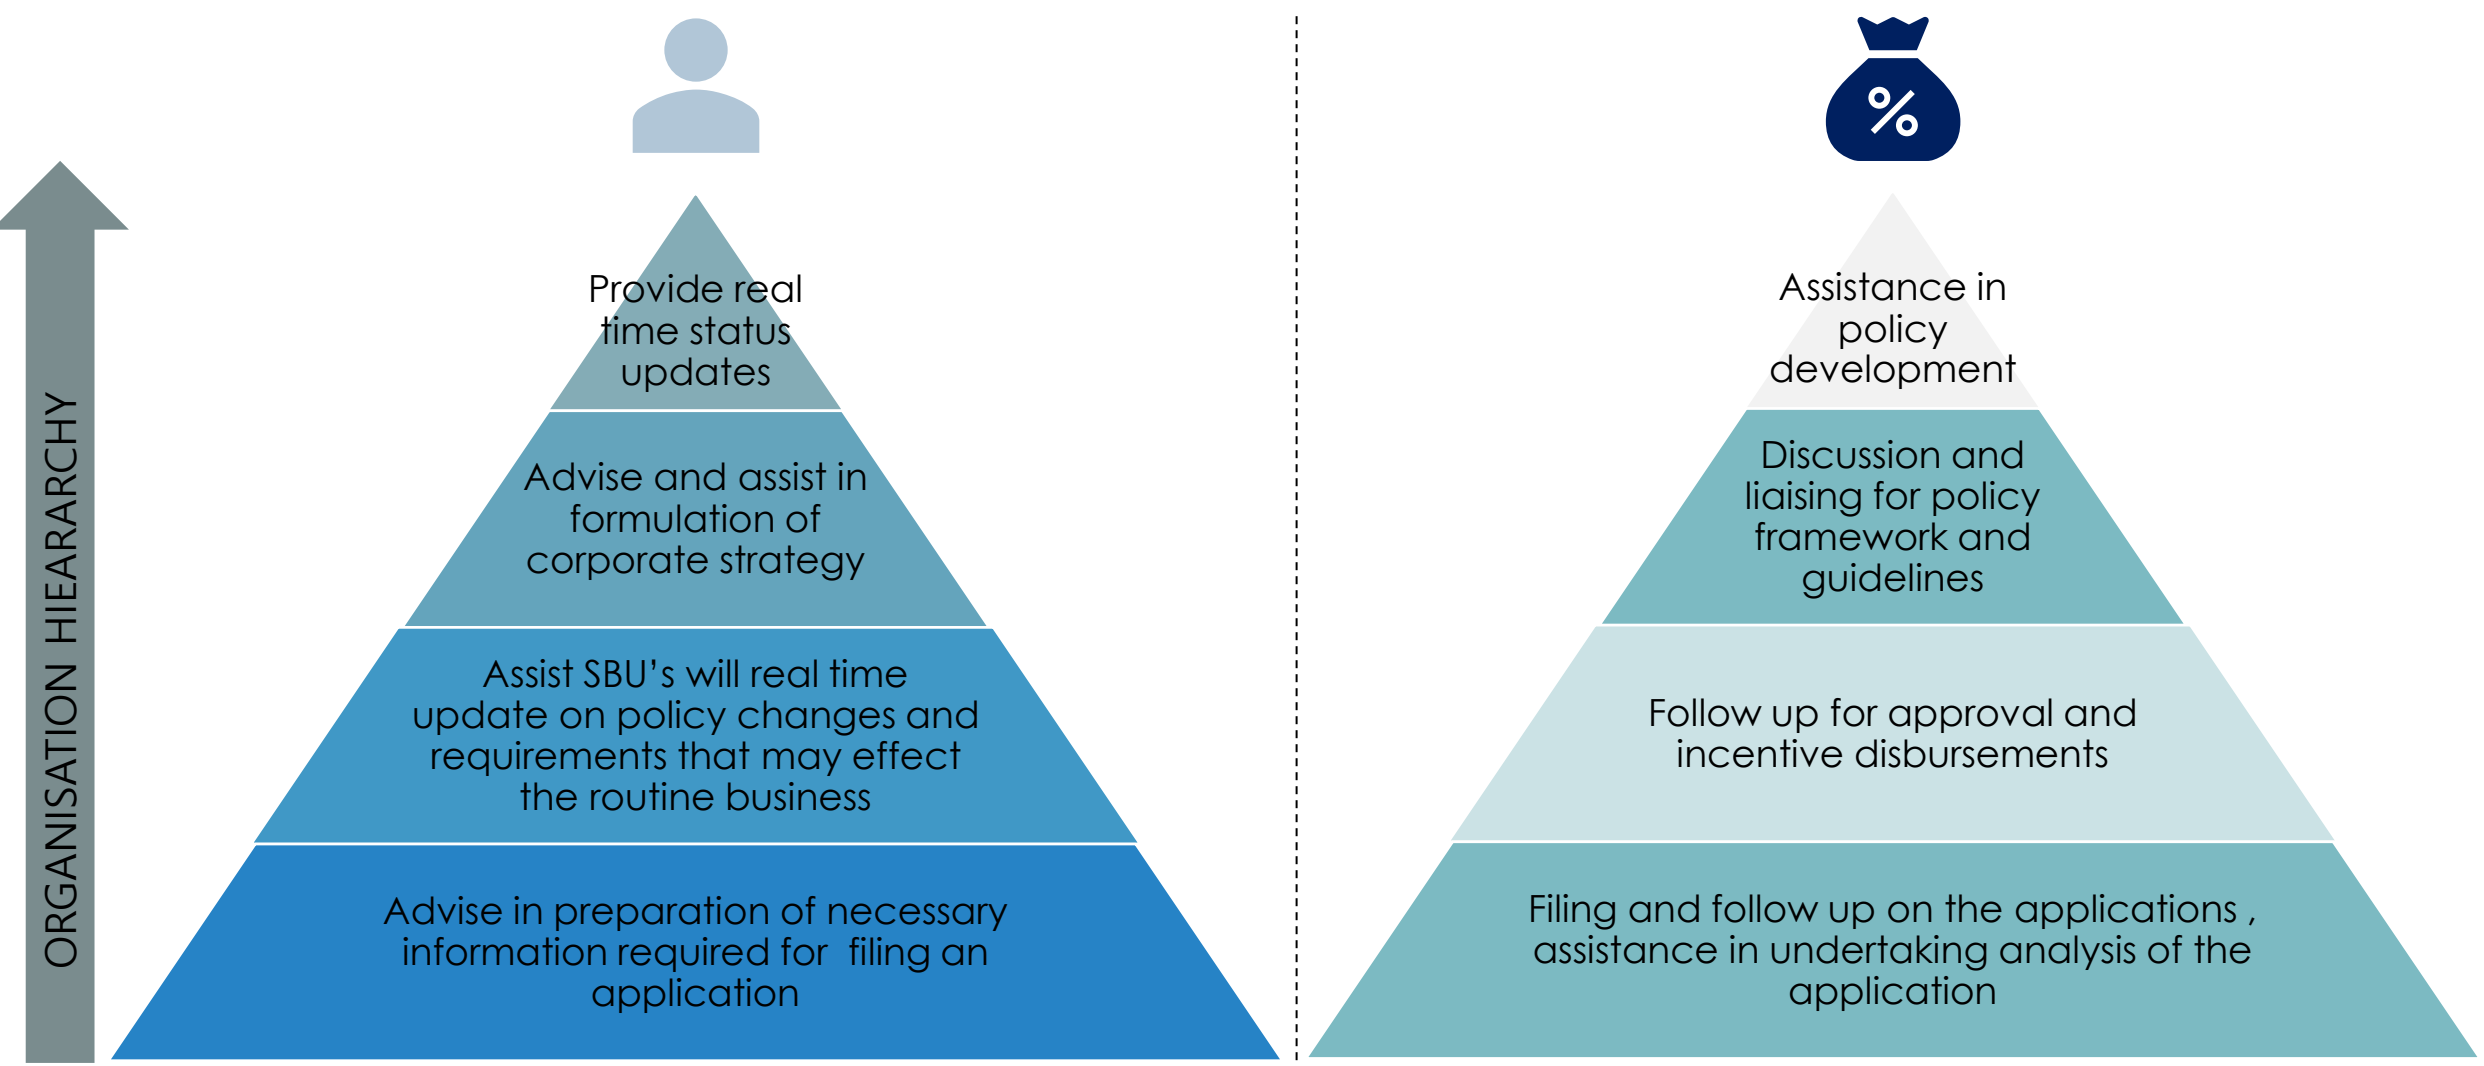 ORGANISATION HIEARARCHY
Provide real
time status
updates
Advise and assist in
formulation of
corporate strategy
Assist SBU’s will real time
update on policy changes and
requirements that may effect
the routine business
Advise in preparation of necessary
information required for  filing an
application
%
Assistance in
policy
development
Discussion and
liaising for policy
framework and
guidelines
Follow up for approval and
incentive disbursements
Filing and follow up on the applications ,
assistance in undertaking analysis of the
application